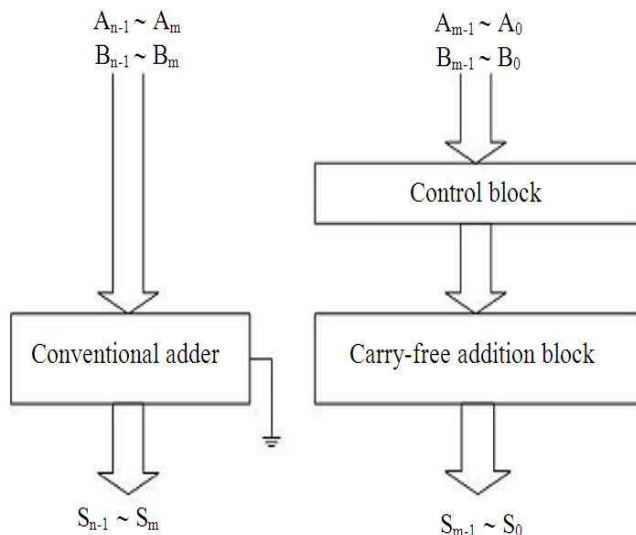 Aₙ₋₁ ~ Aₘ
Bₙ₋₁ ~ Bₘ
Aₘ₋₁ ~ A₀
Bₘ₋₁ ~ B₀
Control block
Conventional adder
Carry-free addition block
Sₙ₋₁ ~ Sₘ
Sₘ₋₁ ~ S₀